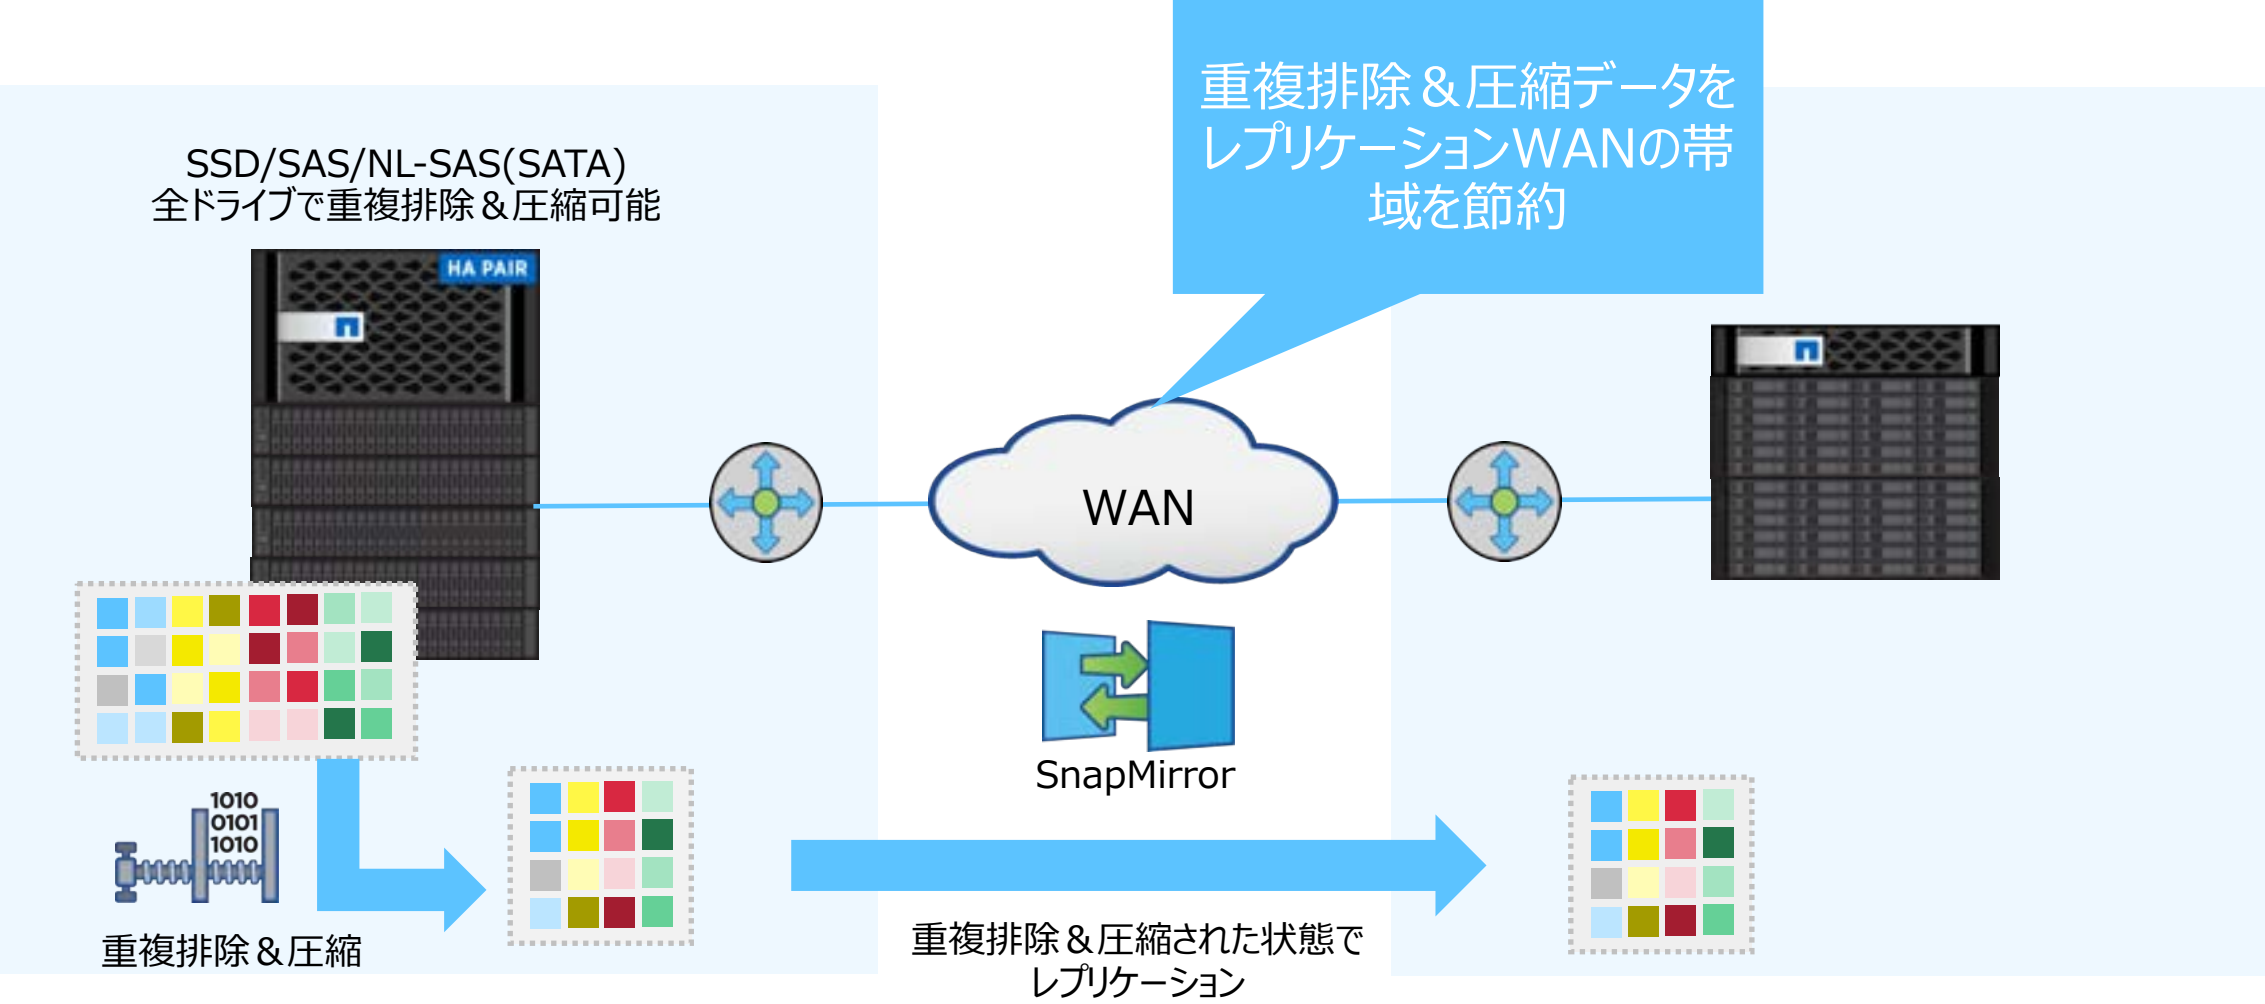 重複排除＆圧縮データを
レプリケーションWANの帯
域を節約
SSD/SAS/NL-SAS(SATA)
全ドライブで重複排除＆圧縮可能
HA PAIR
WAN
SnapMirror
1010
0101
1010
重複排除＆圧縮
重複排除＆圧縮された状態で
レプリケーション